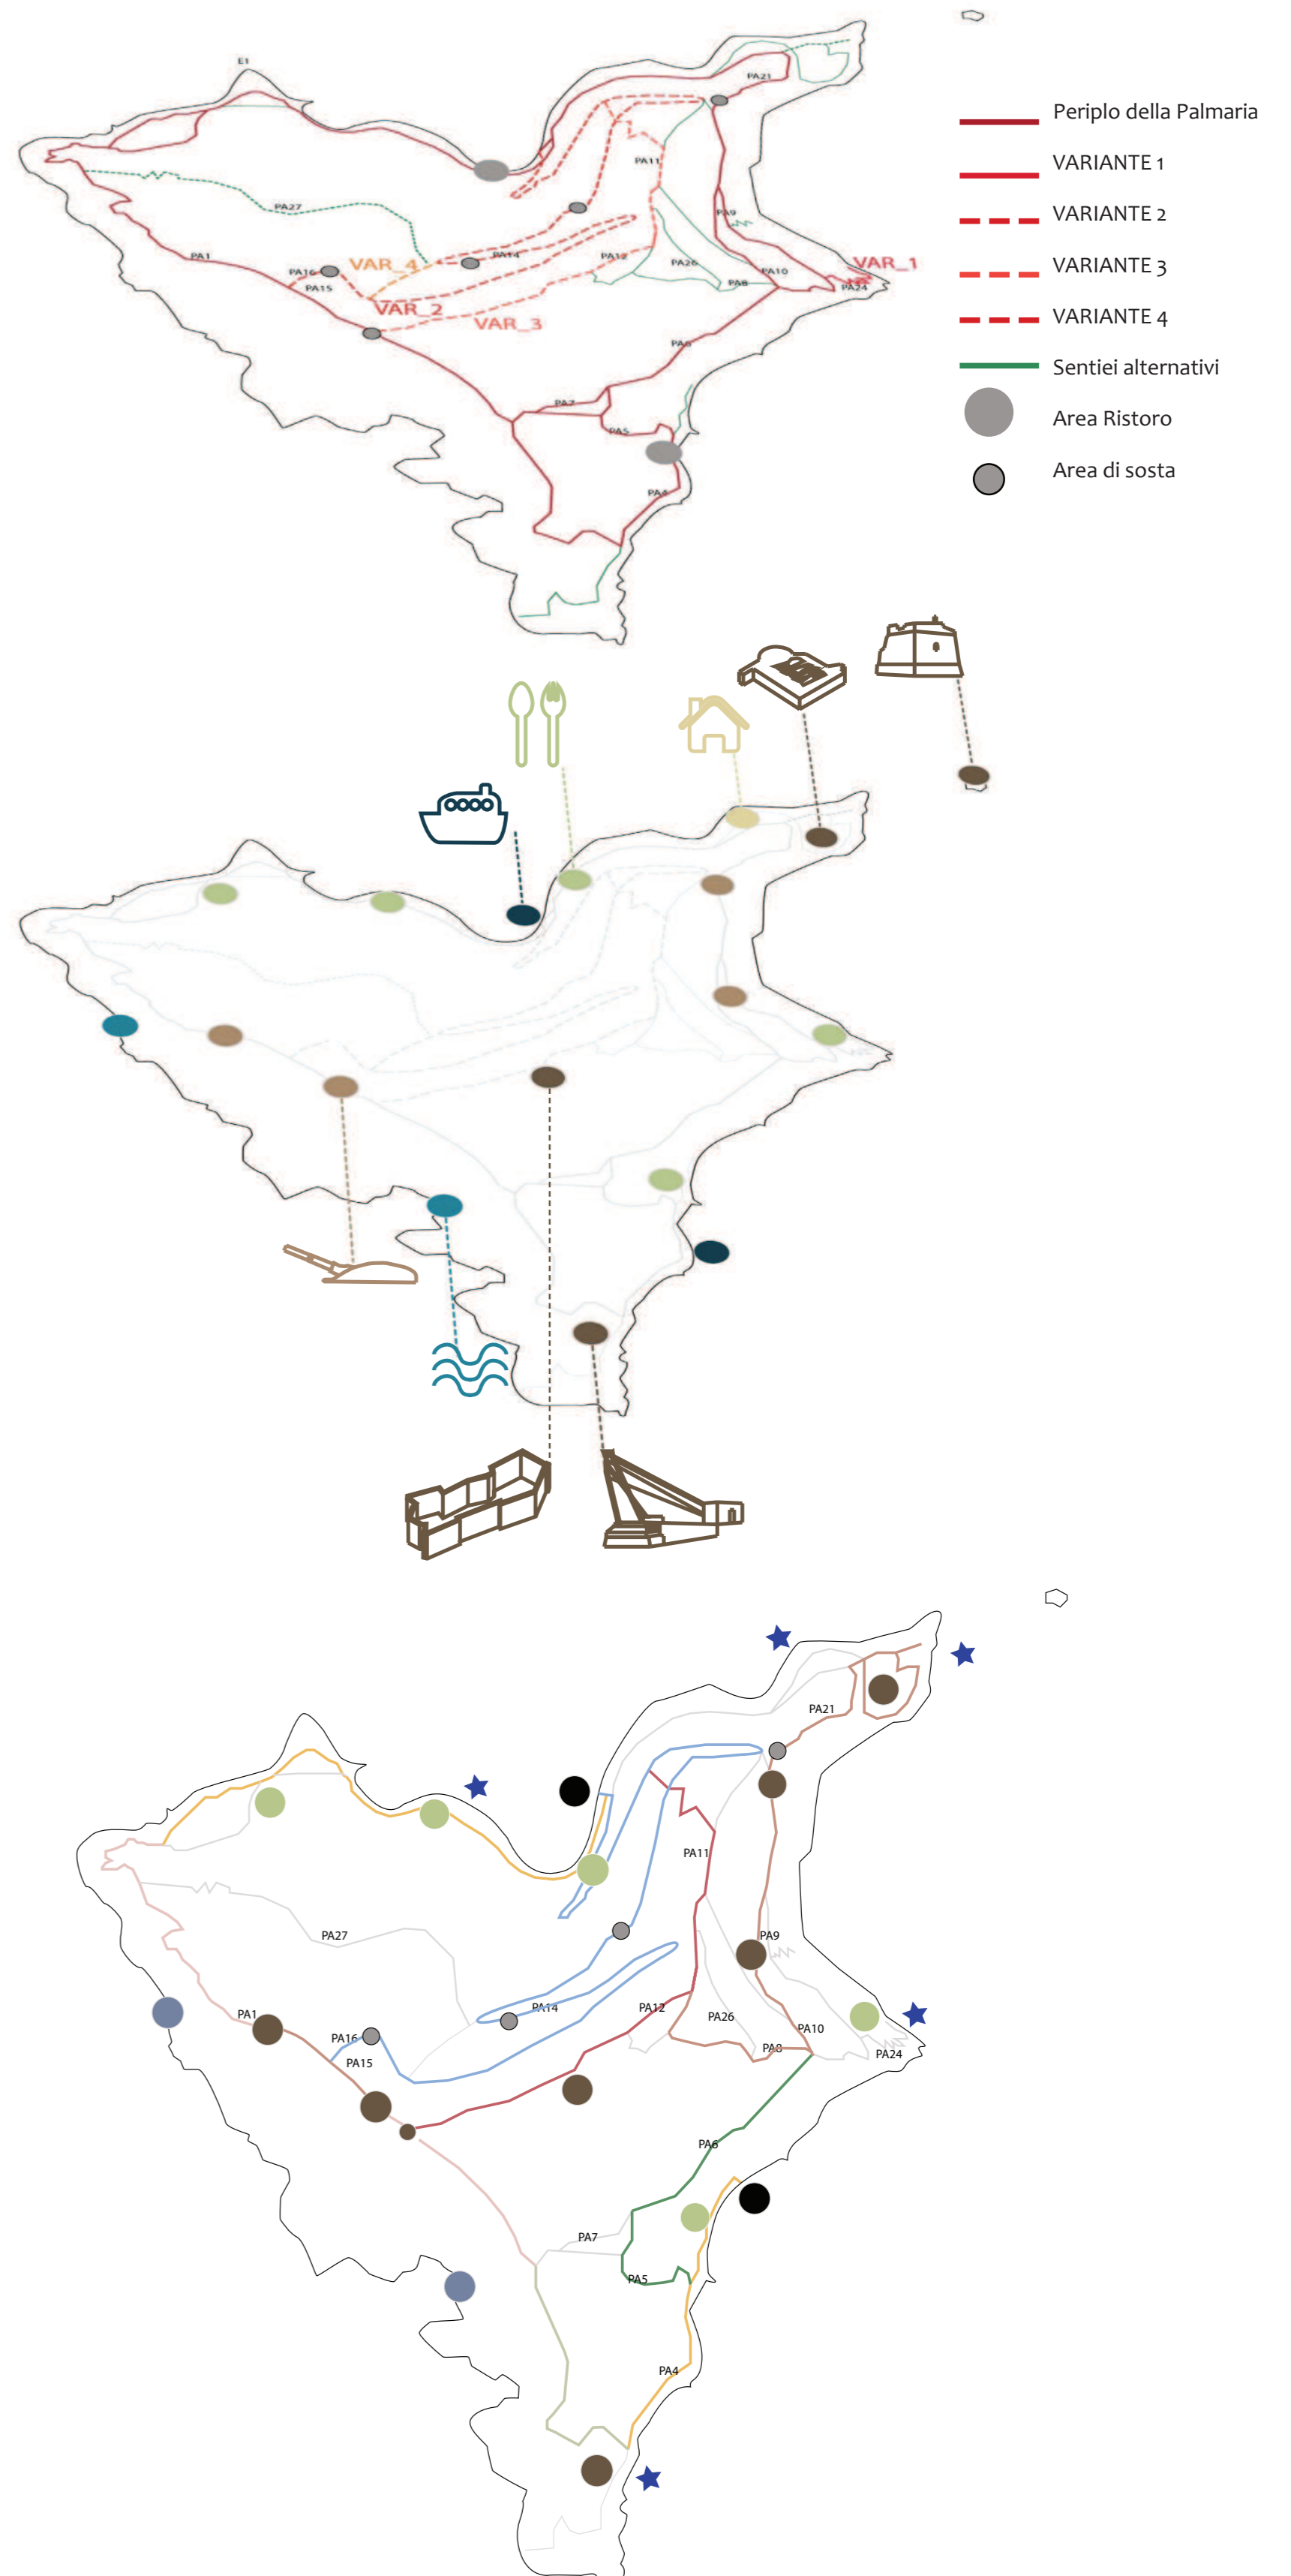 E1
PA21
Periplo della Palmaria
VARIANTE 1
VARIANTE 2
VARIANTE 3
VARIANTE 4
Sentiei alternativi
Area Ristoro
Area di sosta
PA11
PA27
PA9
PA1
PA16
VAR_4
PA14
PA12
PA26
PA10
VAR_1
PA15
PA8
PA24
VAR_2
VAR_3
PA6
PA7
PA5
PA4
PA21
PA11
PA27
PA9
PA1
PA14
PA12
PA26
PA10
PA16
PA15
PA8
PA24
PA6
PA7
PA5
PA4